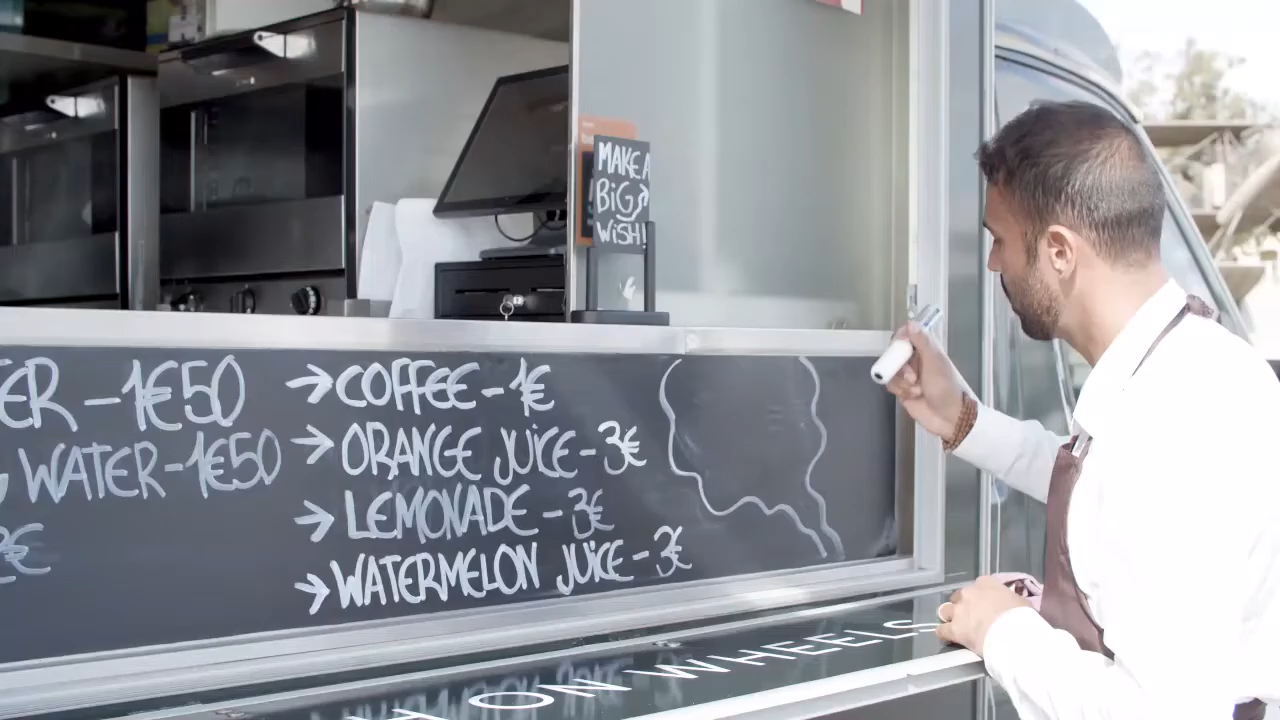 MAKE A
BIG
WISH!
ER - 1€50
WATER - 1€50
3€
→ COFFEE - 1€
→ ORANGE JUICE - 3€
→ LEMONADE - 3€
→ WATERMELON JUICE - 3€
H ON WHEELS